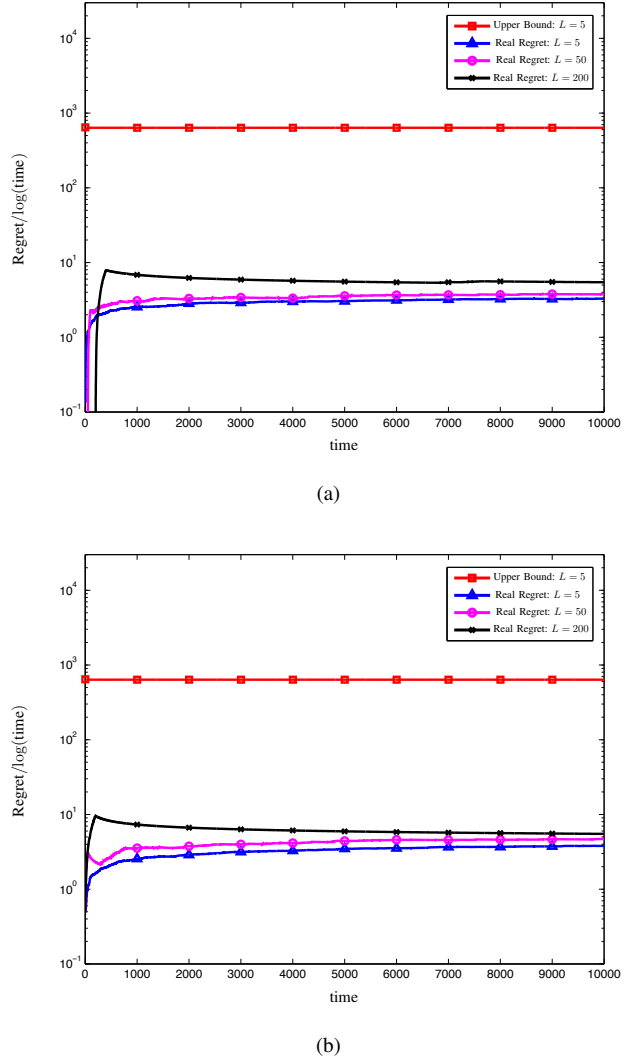 10^4
10^3
10^2
10^1
10^0
10^-1
Regret/log(time)
Upper Bound: L = 5
Real Regret: L = 5
Real Regret: L = 50
Real Regret: L = 200
0 1000 2000 3000 4000 5000 6000 7000 8000 9000 10000
time
(a)
10^4
10^3
10^2
10^1
10^0
10^-1
Regret/log(time)
Upper Bound: L = 5
Real Regret: L = 5
Real Regret: L = 50
Real Regret: L = 200
0 1000 2000 3000 4000 5000 6000 7000 8000 9000 10000
time
(b)